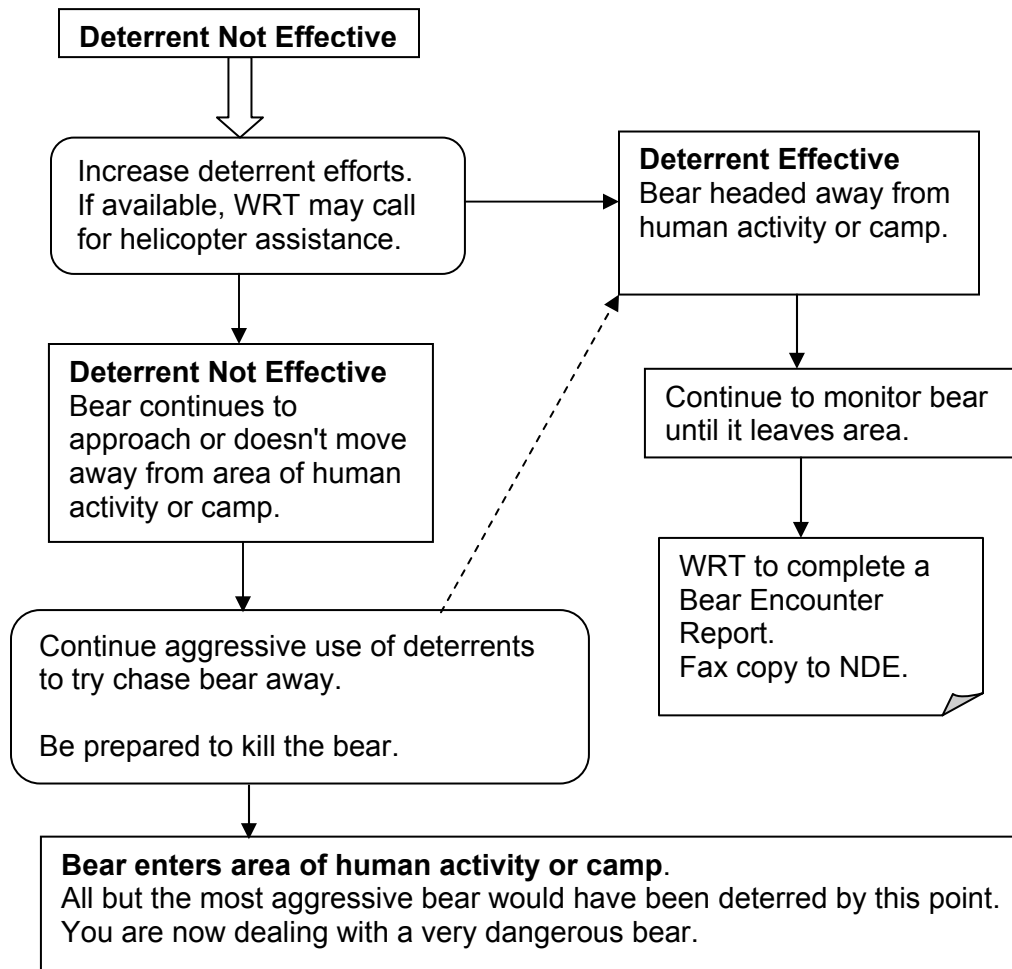 Deterrent Not Effective
Increase deterrent efforts.
If available, WRT may call
for helicopter assistance.
Deterrent Effective
Bear headed away from
human activity or camp.
Deterrent Not Effective
Bear continues to
approach or doesn't move
away from area of human
activity or camp.
Continue to monitor bear
until it leaves area.
WRT to complete a
Bear Encounter
Report.
Fax copy to NDE.
Continue aggressive use of deterrents
to try chase bear away.
Be prepared to kill the bear.
Bear enters area of human activity or camp.
All but the most aggressive bear would have been deterred by this point.
You are now dealing with a very dangerous bear.